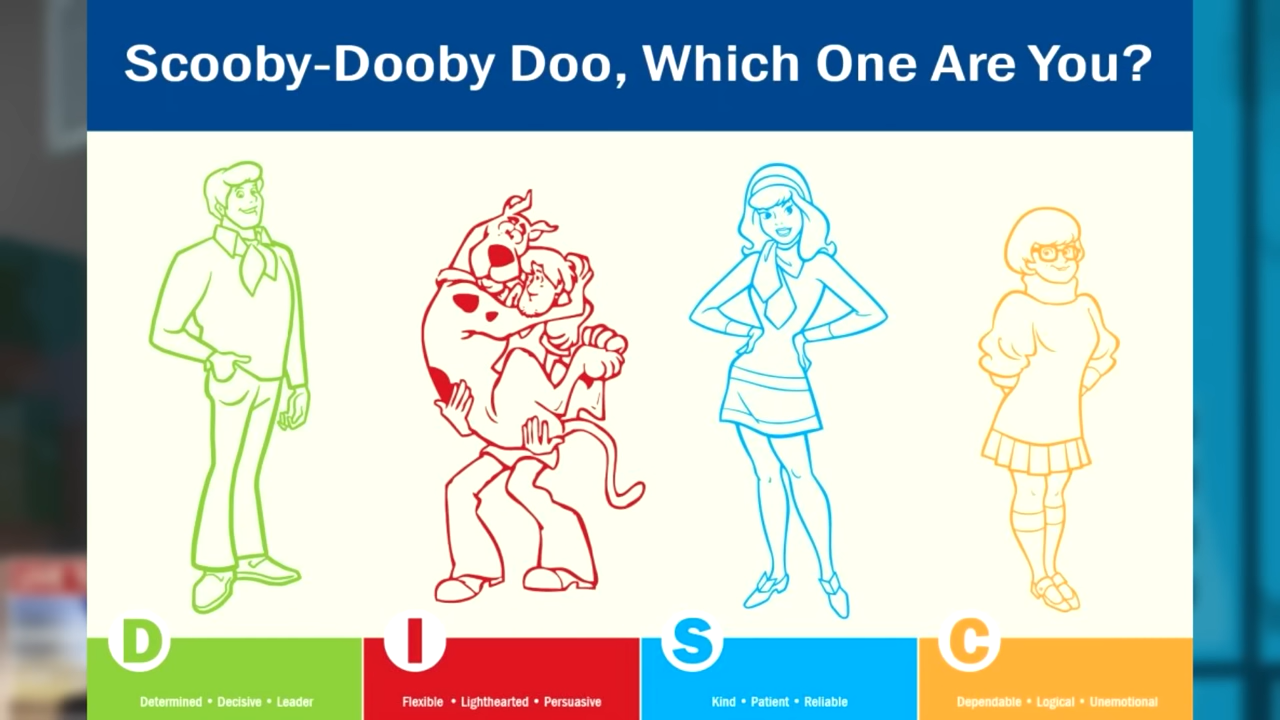 Scooby-Dooby Doo, Which One Are You?
D
I
S
C
Determined • Decisive • Leader
Flexible • Lighthearted • Persuasive
Kind • Patient • Reliable
Dependable • Logical • Unemotional